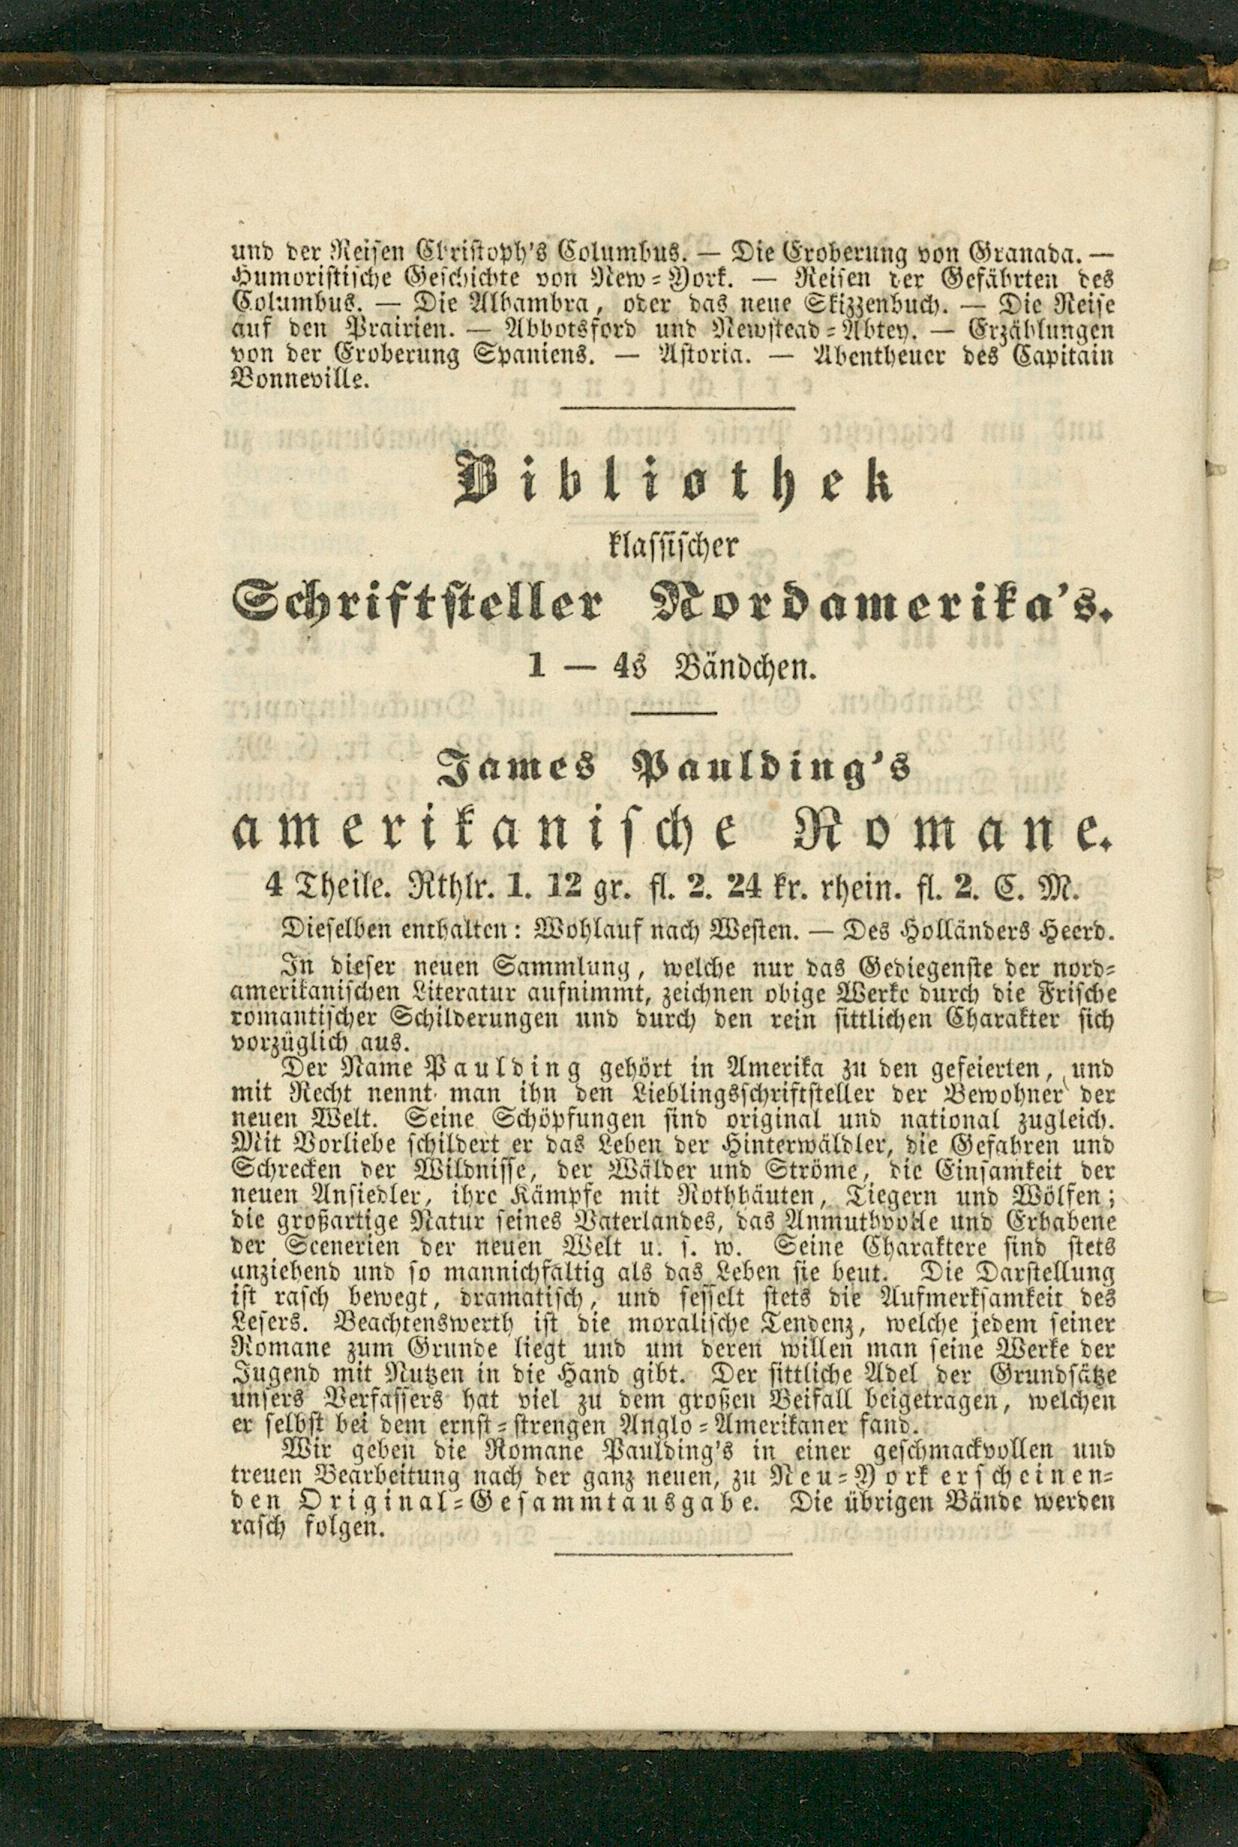 und der Reisen Christoph's Columbus. — Die Eroberung von Granada. —
Humoristische Geschichte von New-York. — Reisen der Gefährten des
Columbus. — Die Alhambra, oder das neue Skizzenbuch. — Die Reise
auf den Prairien. — Abbotsford und Newstead-Abtey. — Erzählungen
von der Eroberung Spaniens. — Astoria. — Abentheuer des Capitain
Bonneville.
Bibliothek
klassischer
Schriftsteller Nordamerika's.
1 — 4s Bändchen.
James Paulding's
amerikanische Romane.
4 Theile. Rthlr. 1. 12 gr. fl. 2. 24 kr. rhein. fl. 2. C. M.
Dieselben enthalten: Wohlauf nach Westen. — Des Holländers Heerd.
In dieser neuen Sammlung, welche nur das Gediegenste der nord-
amerikanischen Literatur aufnimmt, zeichnen obige Werke durch die Frische
romantischer Schilderungen und durch den rein sittlichen Charakter sich
vorzüglich aus.
Der Name Paulding gehört in Amerika zu den gefeierten, und
mit Recht nennt man ihn den Lieblingsschriftsteller der Bewohner der
neuen Welt. Seine Schöpfungen sind original und national zugleich.
Mit Vorliebe schildert er das Leben der Hinterwäldler, die Gefahren und
Schrecken der Wildnisse, der Wälder und Ströme, die Einsamkeit der
neuen Ansiedler, ihre Kämpfe mit Rothhäuten, Tiegern und Wölfen;
die großartige Natur seines Vaterlandes, das Anmuthvolle und Erhabene
der Scenerien der neuen Welt u. s. w. Seine Charaktere sind stets
anziehend und so mannichfaltig als das Leben sie beut. Die Darstellung
ist rasch bewegt, dramatisch, und fesselt stets die Aufmerksamkeit des
Lesers. Beachtenswerth ist die moralische Tendenz, welche jedem seiner
Romane zum Grunde liegt und um deren willen man seine Werke der
Jugend mit Nutzen in die Hand gibt. Der sittliche Adel der Grundsätze
unsers Verfassers hat viel zu dem großen Beifall beigetragen, welchen
er selbst bei dem ernst-strengen Anglo-Amerikaner fand.
Wir geben die Romane Paulding's in einer geschmackvollen und
treuen Bearbeitung nach der ganz neuen, zu Neu-York erscheinen-
den Original-Gesammtausgabe. Die übrigen Bände werden
rasch folgen.